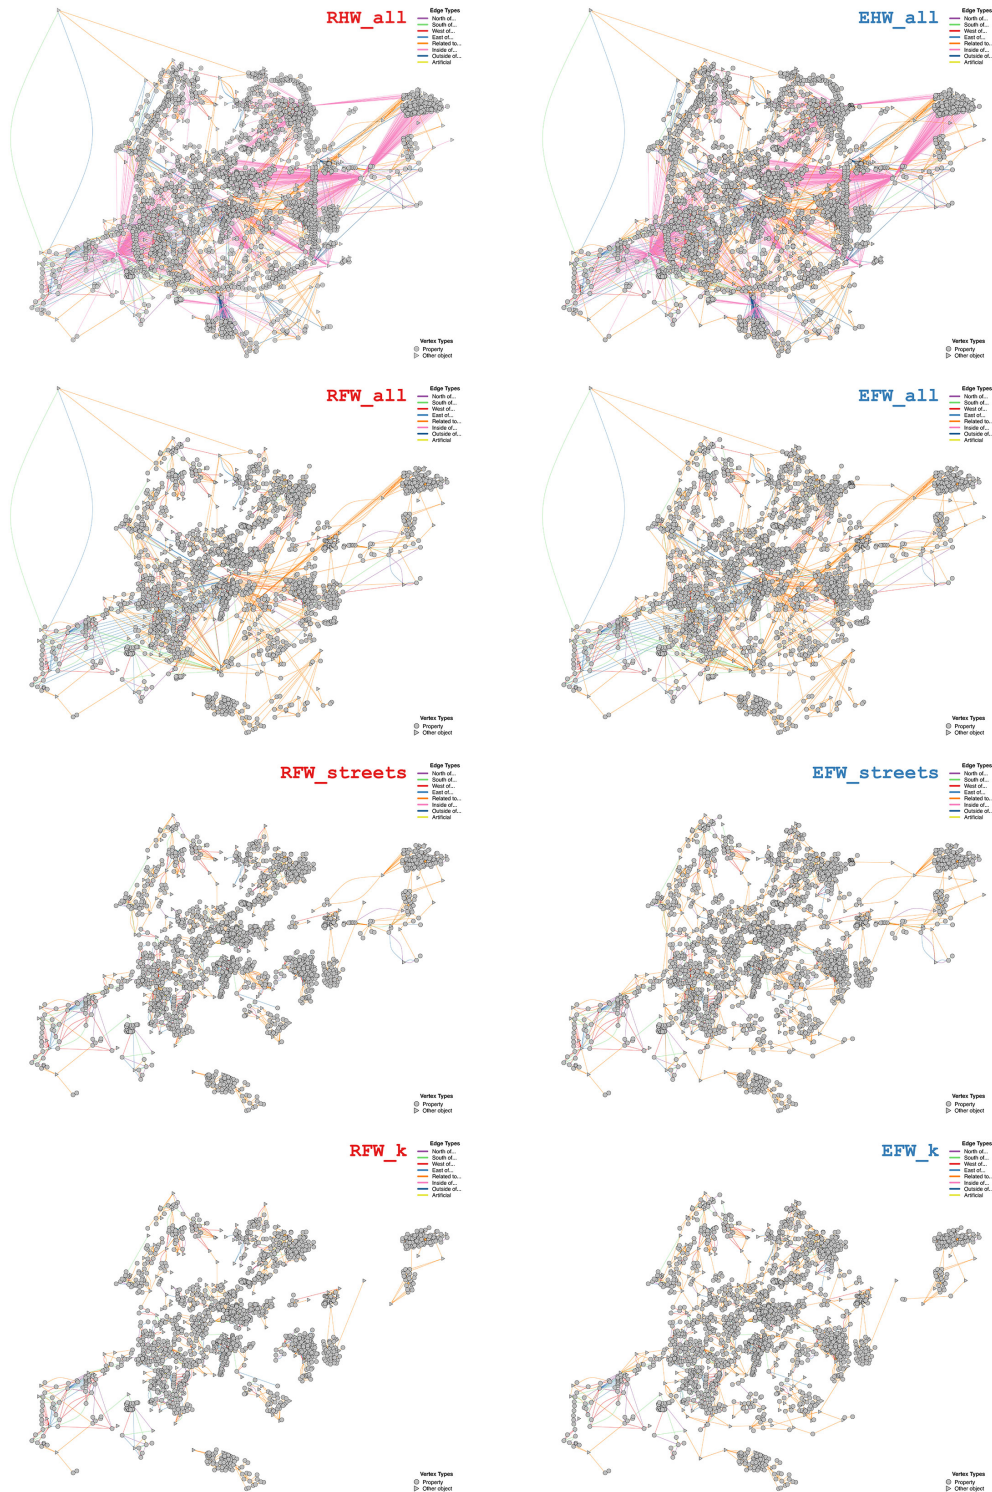 RHW_all
Edge Types
North of...
South of...
West of...
East of...
Related to...
Inside of...
Outside of...
Artificial
Vertex Types
Property
Other object
EHW_all
Edge Types
North of...
South of...
West of...
East of...
Related to...
Inside of...
Outside of...
Artificial
Vertex Types
Property
Other object
RFW_all
Edge Types
North of...
South of...
West of...
East of...
Related to...
Inside of...
Outside of...
Artificial
Vertex Types
Property
Other object
EFW_all
Edge Types
North of...
South of...
West of...
East of...
Related to...
Inside of...
Outside of...
Artificial
Vertex Types
Property
Other object
RFW_streets
Edge Types
North of...
South of...
West of...
East of...
Related to...
Inside of...
Outside of...
Artificial
Vertex Types
Property
Other object
EFW_streets
Edge Types
North of...
South of...
West of...
East of...
Related to...
Inside of...
Outside of...
Artificial
Vertex Types
Property
Other object
RFW_k
Edge Types
North of...
South of...
West of...
East of...
Related to...
Inside of...
Outside of...
Artificial
Vertex Types
Property
Other object
EFW_k
Edge Types
North of...
South of...
West of...
East of...
Related to...
Inside of...
Outside of...
Artificial
Vertex Types
Property
Other object